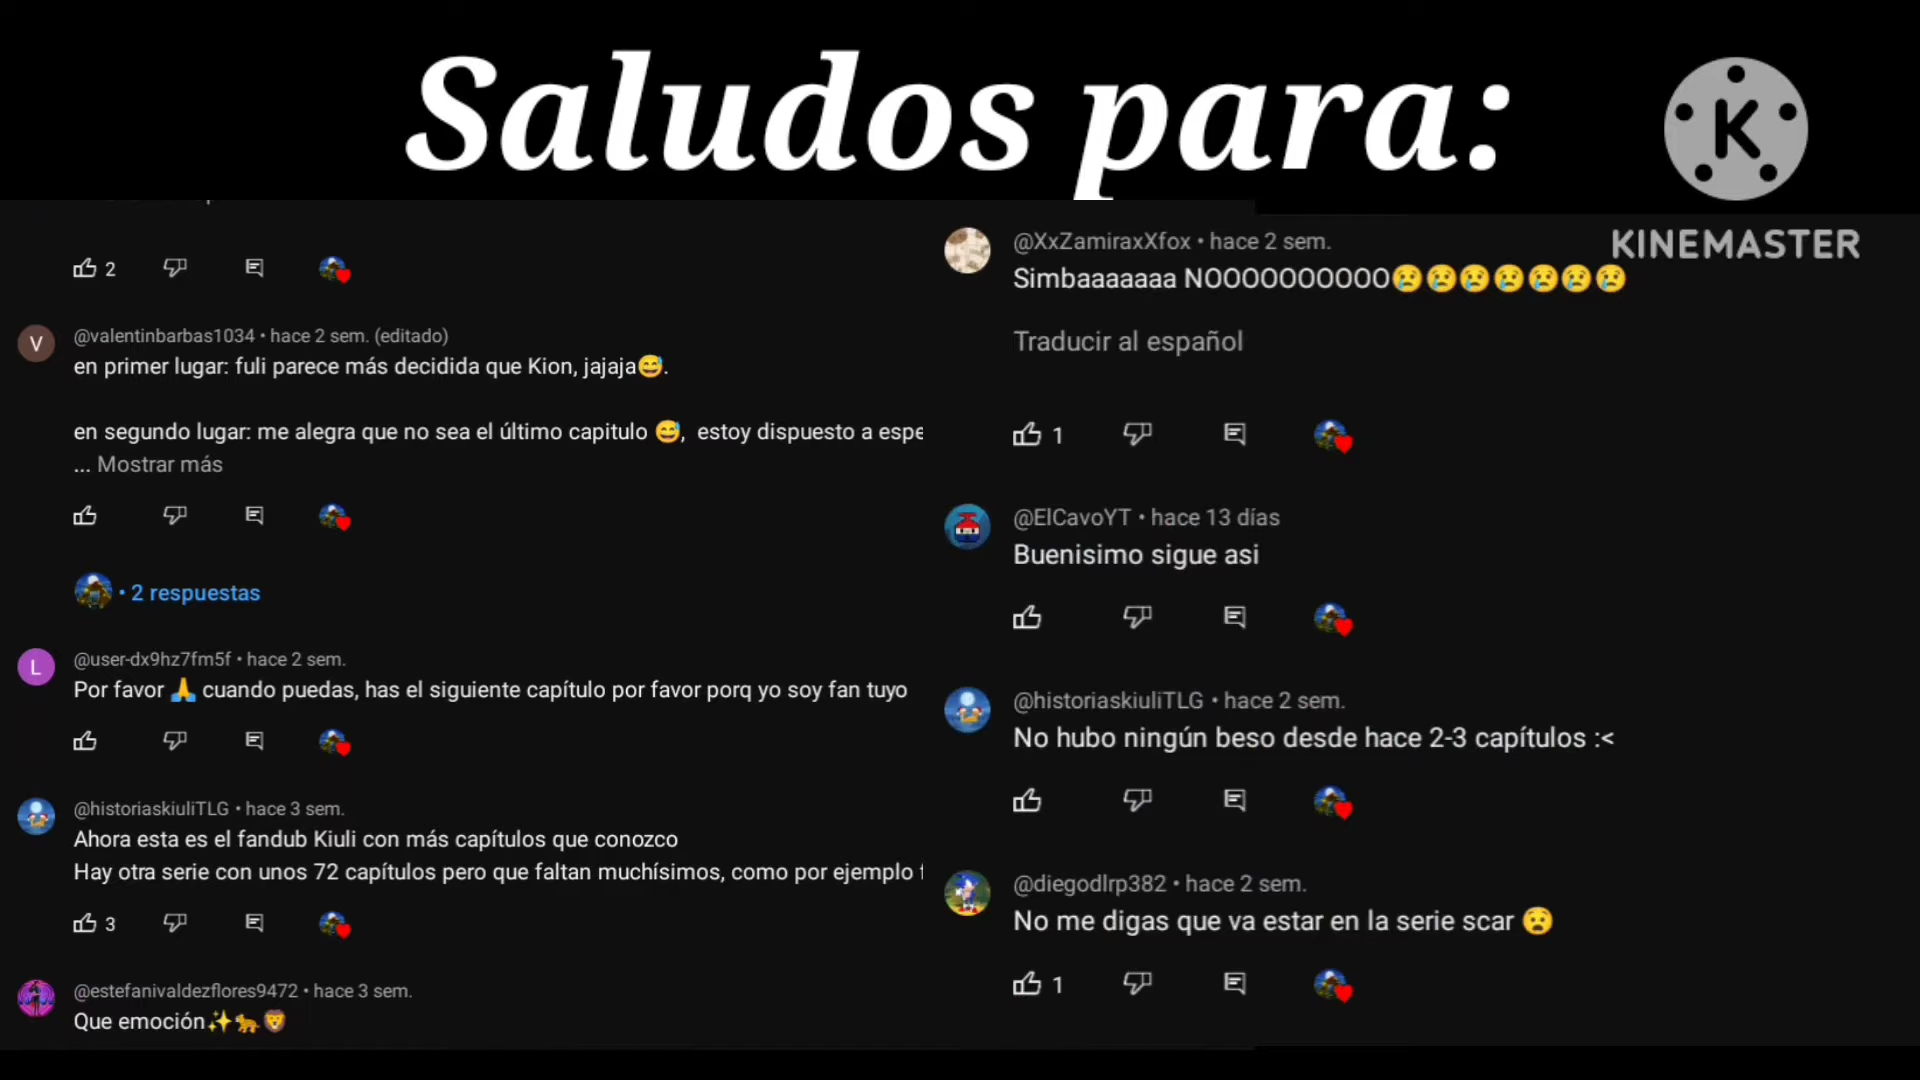 Saludos para:
K
KINEMASTER
2
V
@valentinbarbas1034 • hace 2 sem. (editado)
en primer lugar: fuli parece más decidida que Kion, jajaja😅.
en segundo lugar: me alegra que no sea el último capitulo 😅, estoy dispuesto a espe
... Mostrar más
• 2 respuestas
L
@user-dx9hz7fm5f • hace 2 sem.
Por favor 🙏 cuando puedas, has el siguiente capítulo por favor porq yo soy fan tuyo
@historiaskiuliTLG • hace 3 sem.
Ahora esta es el fandub Kiuli con más capítulos que conozco
Hay otra serie con unos 72 capítulos pero que faltan muchísimos, como por ejemplo
3
@estefanivaldezflores9472 • hace 3 sem.
Que emoción✨🐆🦁
@XxZamiraxXfox • hace 2 sem.
Simbaaaaaaa NOOOOOOOOOO😢😢😢😢😢😢😢
Traducir al español
1
@ElCavoYT • hace 13 días
Buenisimo sigue asi
@historiaskiuliTLG • hace 2 sem.
No hubo ningún beso desde hace 2-3 capítulos :<
@diegodlrp382 • hace 2 sem.
No me digas que va estar en la serie scar 😧
1